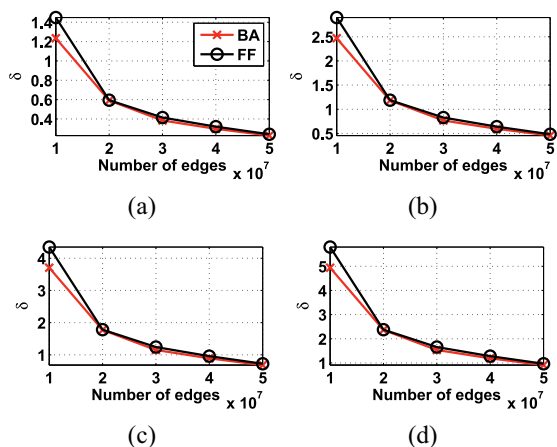 1.4
1.2
1
0.8
0.6
0.4
δ
BA
FF
1 2 3 4 5
Number of edges
x 10^7
(a)
2.5
2
1.5
1
0.5
δ
1 2 3 4 5
Number of edges
x 10^7
(b)
4
3
2
1
δ
1 2 3 4 5
Number of edges
x 10^7
(c)
5
4
3
2
1
δ
1 2 3 4 5
Number of edges
x 10^7
(d)